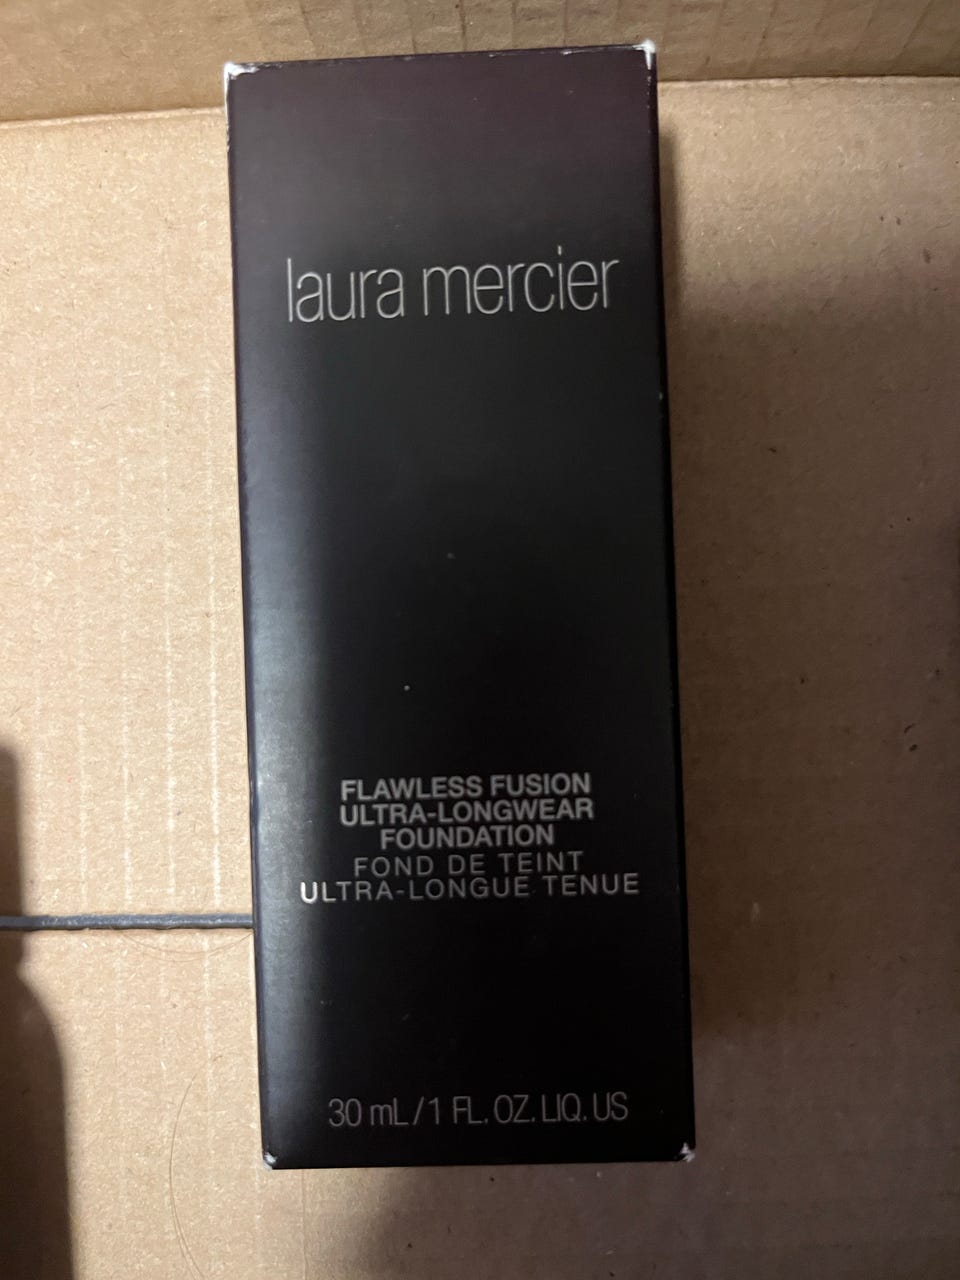 laura mercier
FLAWLESS FUSION
ULTRA-LONGWEAR
FOUNDATION
FOND DE TEINT
ULTRA-LONGUE TENUE
30 mL/1 FL. OZ. LIQ. US